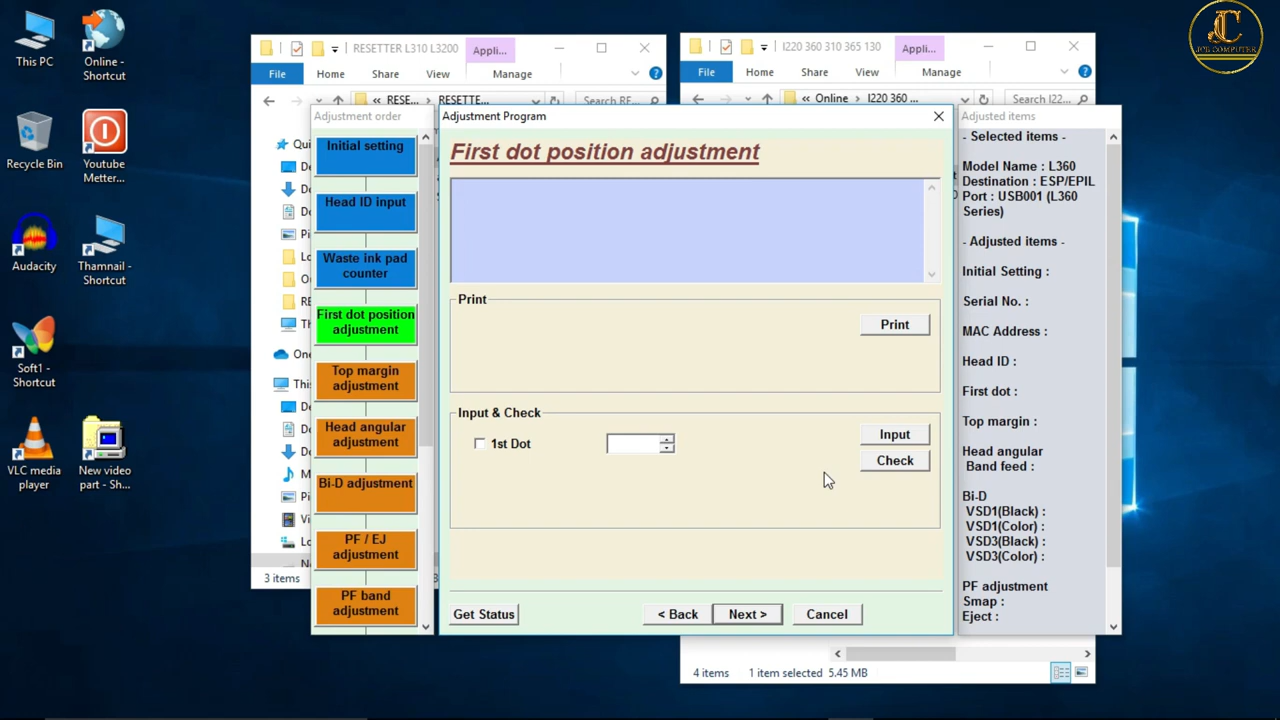 This PC
Online -
Shortcut
Recycle Bin
Youtube
Metter...
Audacity
Thamnail -
Shortcut
Soft1 -
Shortcut
VLC media
player
New video
part - Sh...
RESETTER L310 L3200
Appli...
File
Home
Share
View
Manage
« RESE...
RESETTE...
Search RE...
Qui
This
3 items
I220 360 310 365 130
Appli...
File
Home
Share
View
Manage
« Online
I220 360 ...
Search I22...
4 items
1 item selected 5.45 MB
JCB COMPUTER
Adjustment order
Initial setting
Head ID input
Waste ink pad
counter
First dot position
adjustment
Top margin
adjustment
Head angular
adjustment
Bi-D adjustment
PF / EJ
adjustment
PF band
adjustment
Adjustment Program
First dot position adjustment
Print
Print
Input & Check
1st Dot
Input
Check
Get Status
< Back
Next >
Cancel
Adjusted items
- Selected items -
Model Name : L360
Destination : ESP/EPIL
Port : USB001 (L360
Series)
- Adjusted items -
Initial Setting :
Serial No. :
MAC Address :
Head ID :
First dot :
Top margin :
Head angular
Band feed :
Bi-D
VSD1(Black) :
VSD1(Color) :
VSD3(Black) :
VSD3(Color) :
PF adjustment
Smap :
Eject :